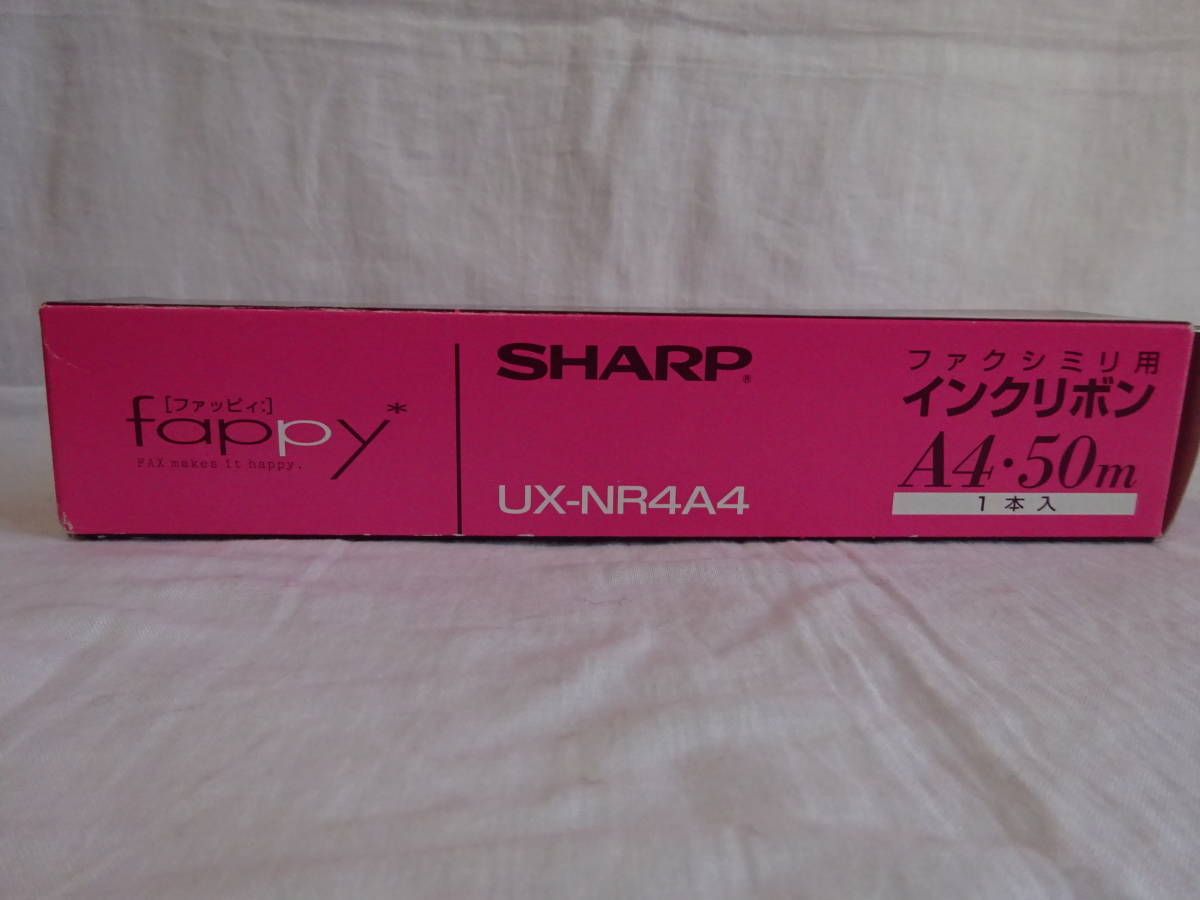 [ファッピィ:]
fappy*
FAX makes it happy.
SHARP®
UX-NR4A4
ファクシミリ用
インクリボン
A4・50m
1本入